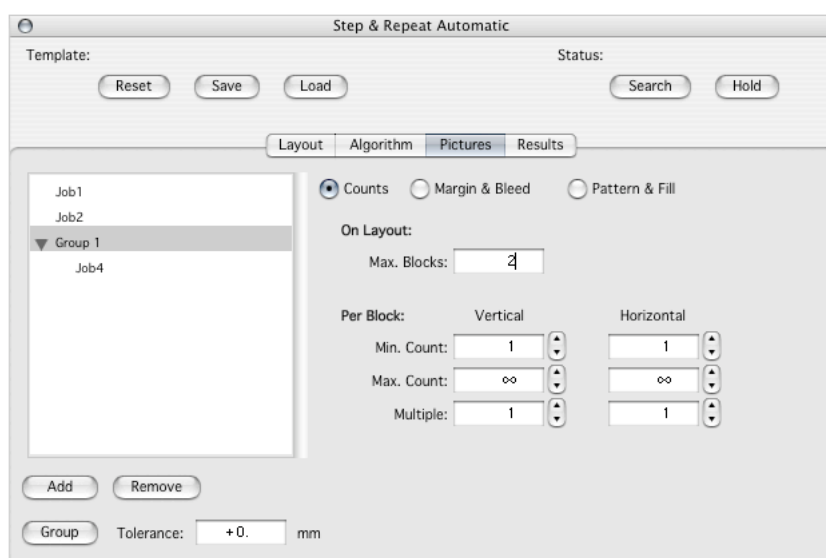 Step & Repeat Automatic
Template: Status:
Reset Save Load Search Hold
Layout Algorithm Pictures Results
Job1
Job2
Group 1
Job4
Counts Margin & Bleed Pattern & Fill
On Layout:
Max. Blocks: 2
Per Block: Vertical Horizontal
Min. Count: 1 1
Max. Count: ∞ ∞
Multiple: 1 1
Add Remove
Group Tolerance: +0. mm